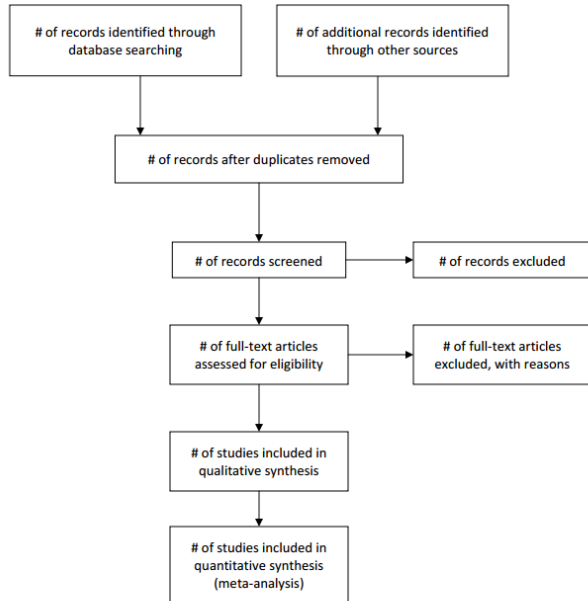 # of records identified through
database searching
# of additional records identified
through other sources
# of records after duplicates removed
# of records screened
# of records excluded
# of full-text articles
assessed for eligibility
# of full-text articles
excluded, with reasons
# of studies included in
qualitative synthesis
# of studies included in
quantitative synthesis
(meta-analysis)